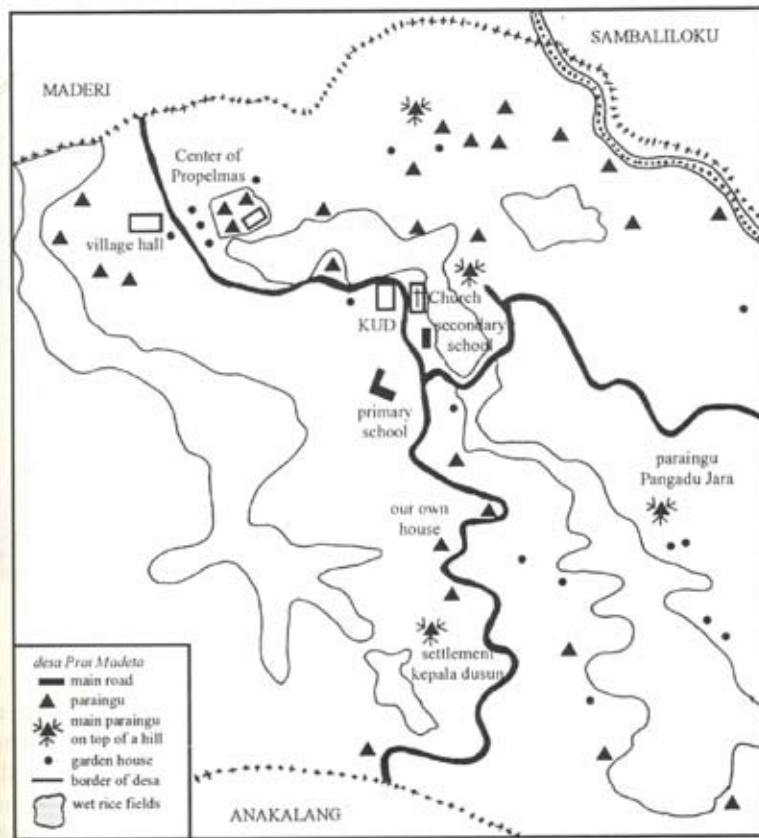 SAMBALILOKU
MADERI
Center of
Propelmas
village hall
Church
KUD
secondary
school
primary
school
paraingu
Pangadu Jara
our own
house
settlement
kepala dusun
desa Prai Madeta
main road
paraingu
main paraingu
on top of a hill
garden house
border of desa
wet rice fields
ANAKALANG